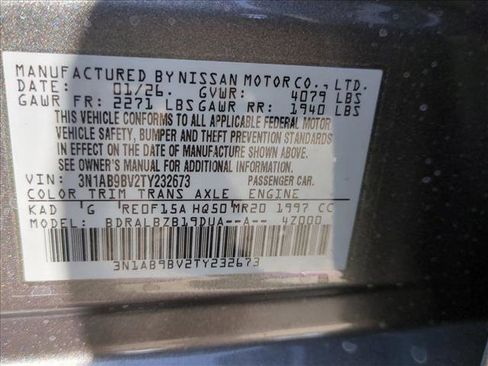 MANUFACTURED BY NISSAN MOTOR CO., LTD.
DATE: 01/26. GVWR: 4079 LBS
GAWR FR: 2271 LBS GAWR RR: 1940 LBS
THIS VEHICLE CONFORMS TO ALL APPLICABLE FEDERAL MOTOR
VEHICLE SAFETY, BUMPER AND THEFT PREVENTION STANDARDS
IN EFFECT ON THE DATE OF MANUFACTURE SHOWN ABOVE.
SEE OWNER'S MANUAL FOR ADDITIONAL INFORMATION.
VIN: 3N1AB9BV2TY232673 PASSENGER CAR.
COLOR TRIM TRANS AXLE ENGINE
KAD G RE0F15A HQ50 MR20 1997 CC
BDRALBZB19DUA--A-- 4Z000
3N1AB9BV2TY232673